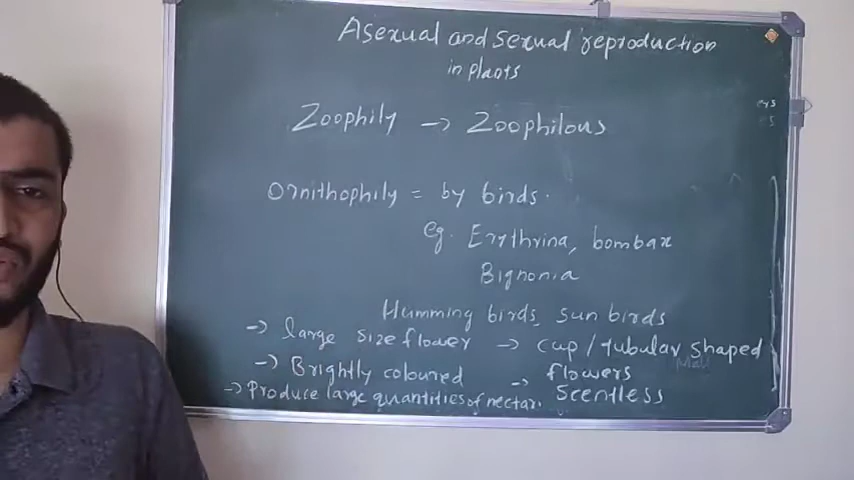 Asexual and sexual reproduction
in plants
Zoophily → Zoophilous
Ornithophily = by birds.
eg. Erythrina, bombax
Bignonia
Humming birds, sun birds
→ large size flower → cup/tubular shaped
flowers
→ Brightly coloured
→ Produce large quantities of nectar. → Scentless